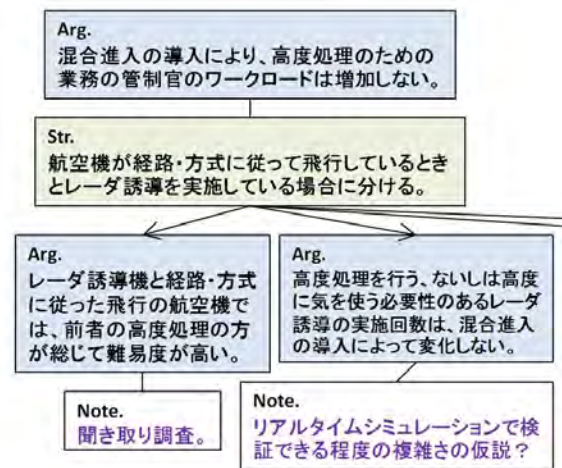 Arg.
混合進入の導入により、高度処理のための
業務の管制官のワークロードは増加しない。
Str.
航空機が経路・方式に従って飛行しているとき
とレーダ誘導を実施している場合に分ける。
Arg.
レーダ誘導機と経路・方式
に従った飛行の航空機で
は、前者の高度処理の方
が総じて難易度が高い。
Note.
聞き取り調査。
Arg.
高度処理を行う、ないしは高度
に気を使う必要性のあるレーダ
誘導の実施回数は、混合進入
の導入によって変化しない。
Note.
リアルタイムシミュレーションで検
証できる程度の複雑さの仮説？